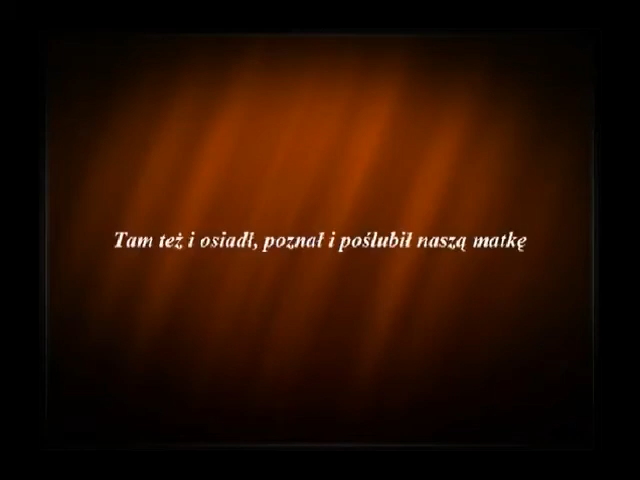 Tam też i osiadł, poznał i poślubił naszą matkę